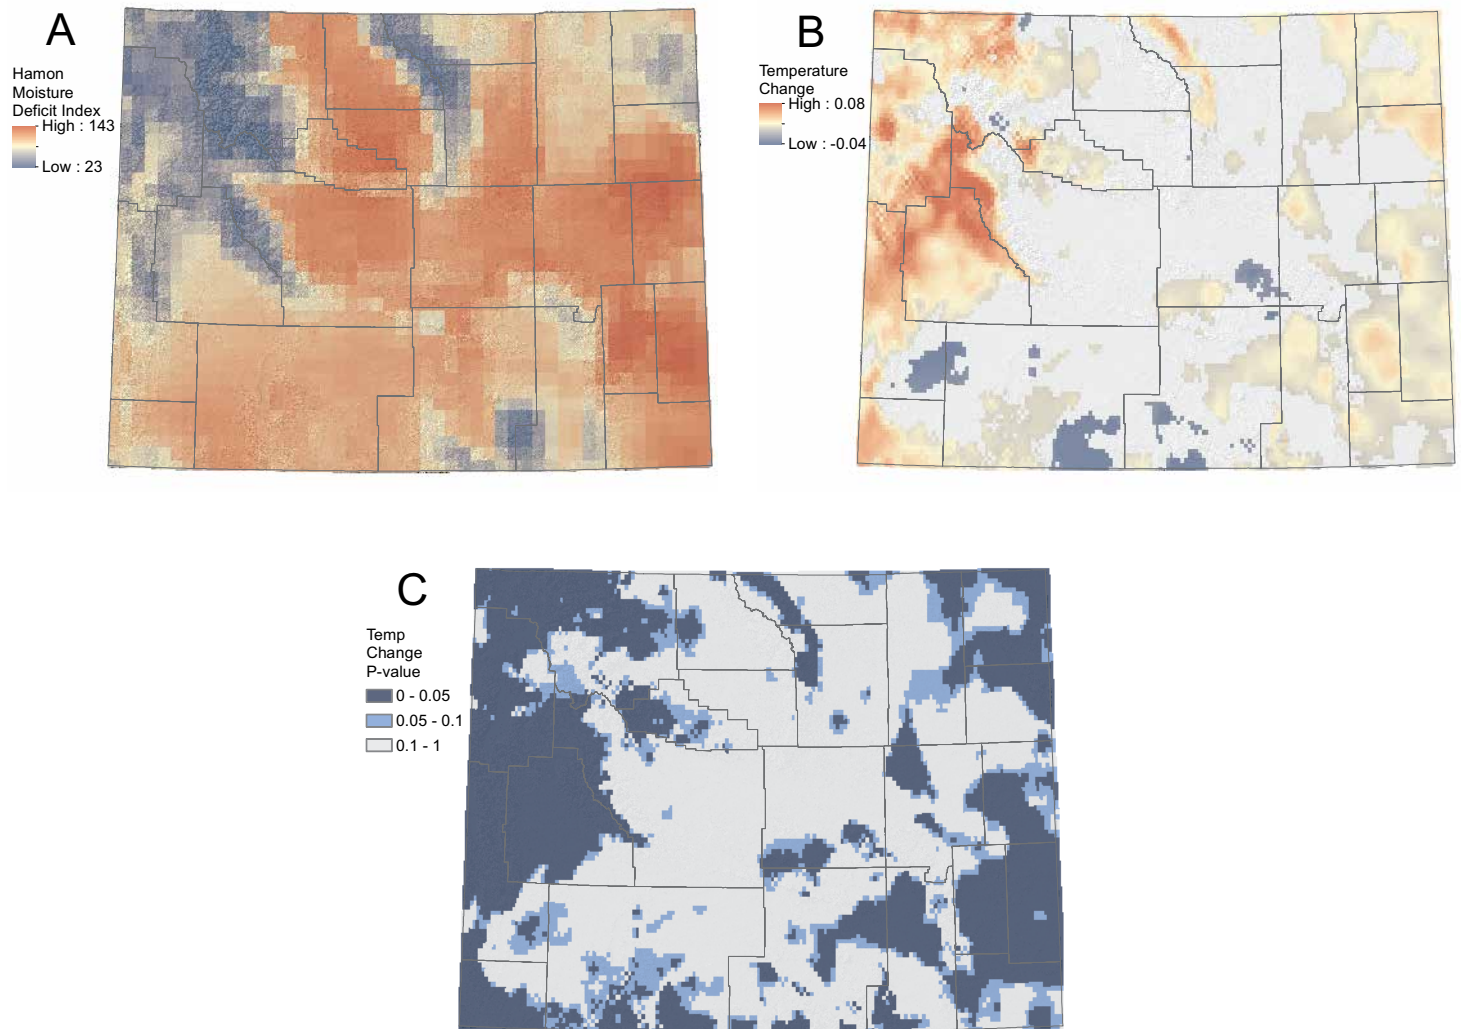 A
Hamon
Moisture
Deficit Index
High : 143
Low : 23
B
Temperature
Change
High : 0.08
Low : -0.04
C
Temp
Change
P-value
0 - 0.05
0.05 - 0.1
0.1 - 1